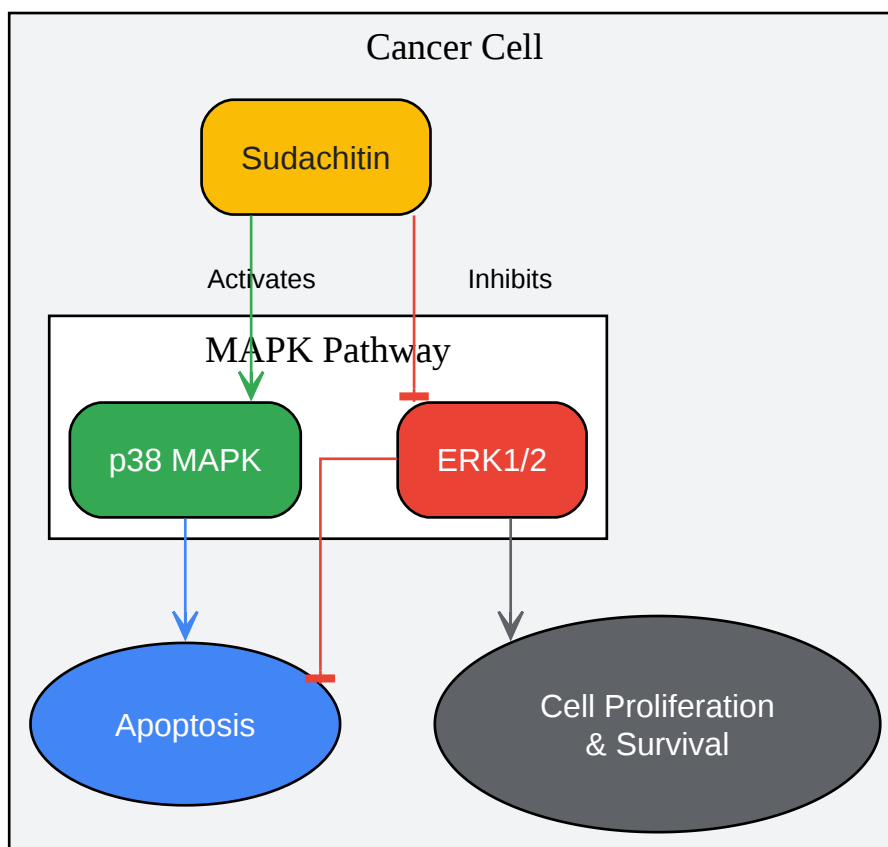 Cancer Cell
Sudachitin
Activates
Inhibits
MAPK Pathway
p38 MAPK
ERK1/2
Apoptosis
Cell Proliferation
& Survival